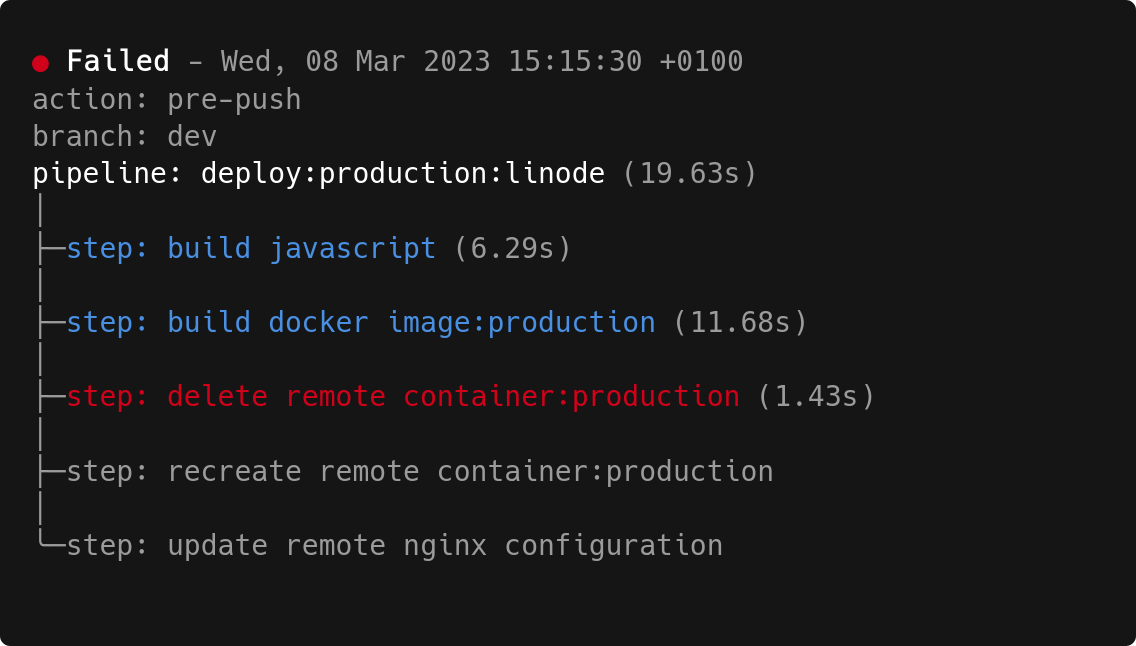 Failed - Wed, 08 Mar 2023 15:15:30 +0100
action: pre-push
branch: dev
pipeline: deploy:production:linode (19.63s)
step: build javascript (6.29s)
step: build docker image:production (11.68s)
step: delete remote container:production (1.43s)
step: recreate remote container:production
step: update remote nginx configuration